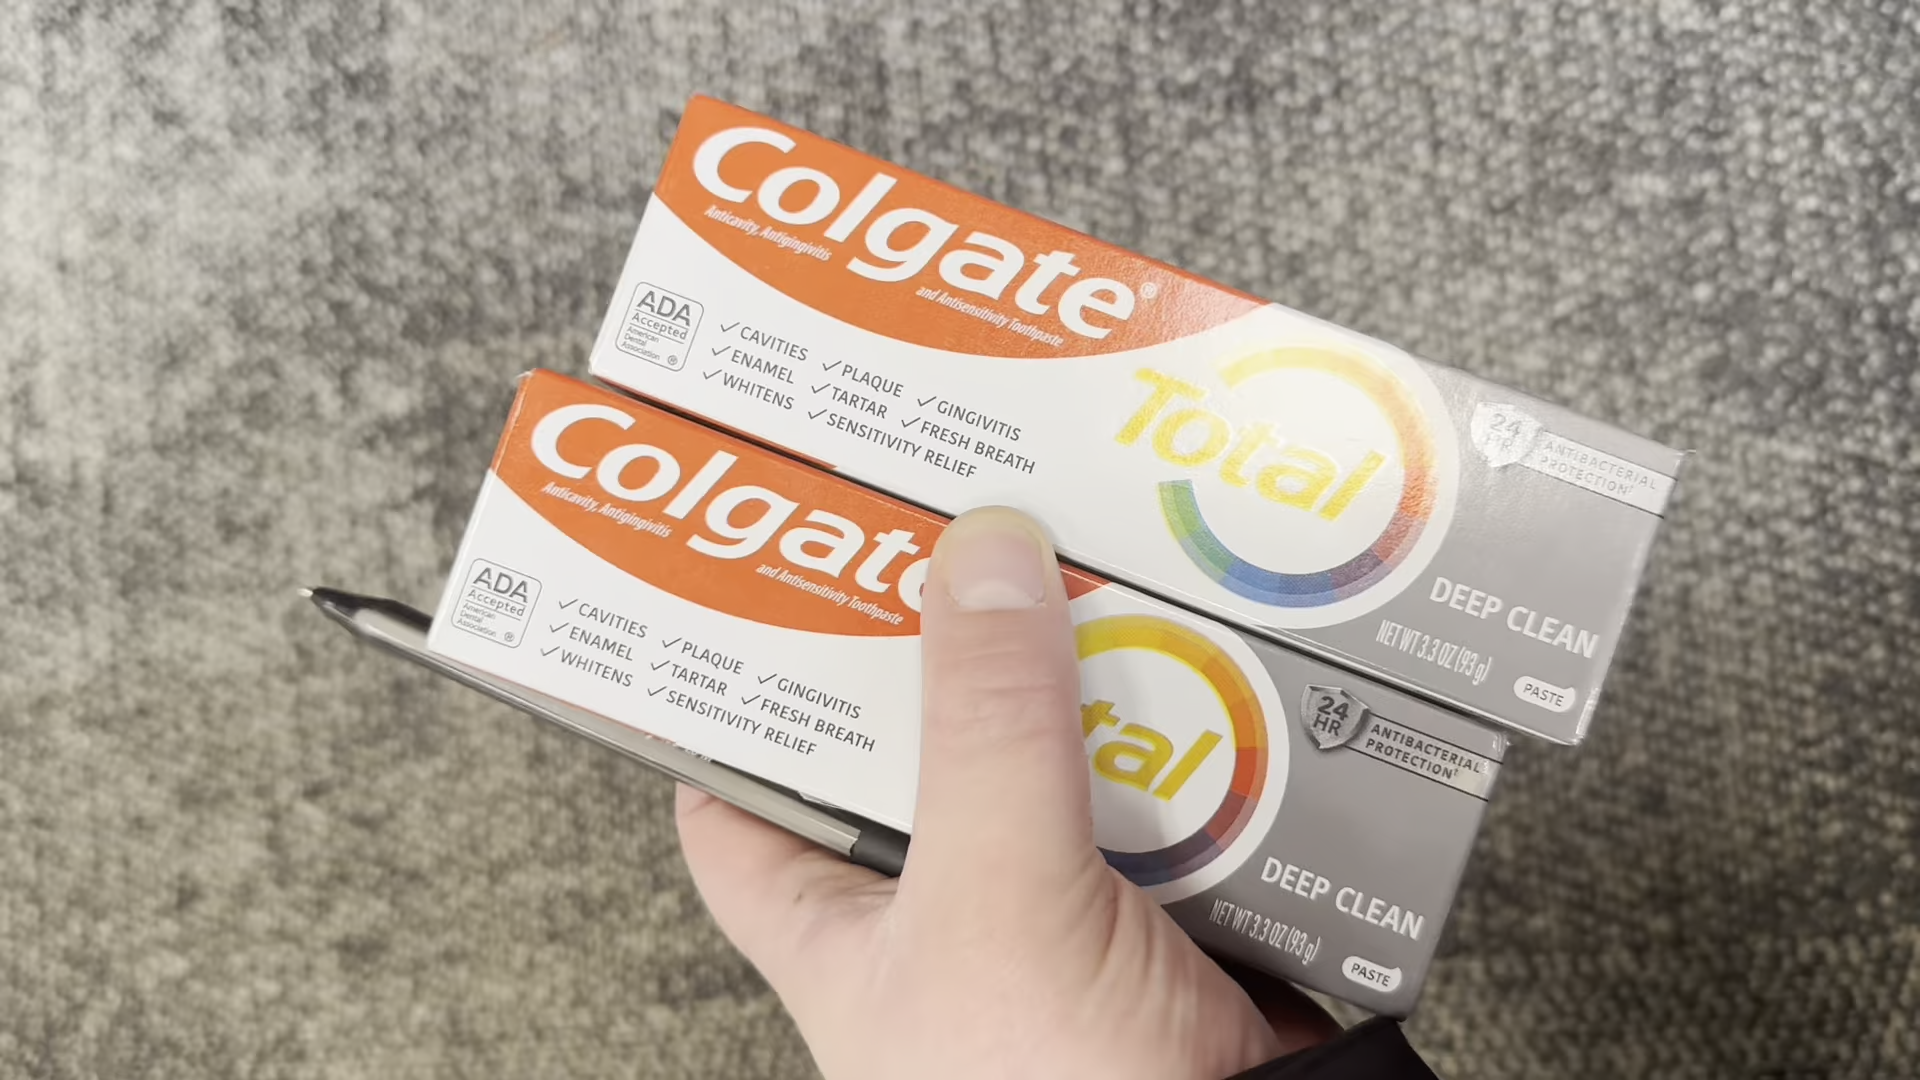 Colgate®
Anticavity, Antigingivitis
and Antisensitivity Toothpaste
ADA
Accepted
American
Dental
Association ®
✓ CAVITIES ✓ PLAQUE ✓ GINGIVITIS
✓ ENAMEL ✓ TARTAR ✓ FRESH BREATH
✓ WHITENS ✓ SENSITIVITY RELIEF
Total
24
HR
ANTIBACTERIAL
PROTECTION†
DEEP CLEAN
NET WT 3.3 OZ (93 g)
PASTE
Colgate
Anticavity, Antigingivitis
and Antisensitivity Toothpaste
ADA
Accepted
American
Dental
Association ®
✓ CAVITIES ✓ PLAQUE ✓ GINGIVITIS
✓ ENAMEL ✓ TARTAR ✓ FRESH BREATH
✓ WHITENS ✓ SENSITIVITY RELIEF
tal
24
HR
ANTIBACTERIAL
PROTECTION†
DEEP CLEAN
NET WT 3.3 OZ (93 g)
PASTE